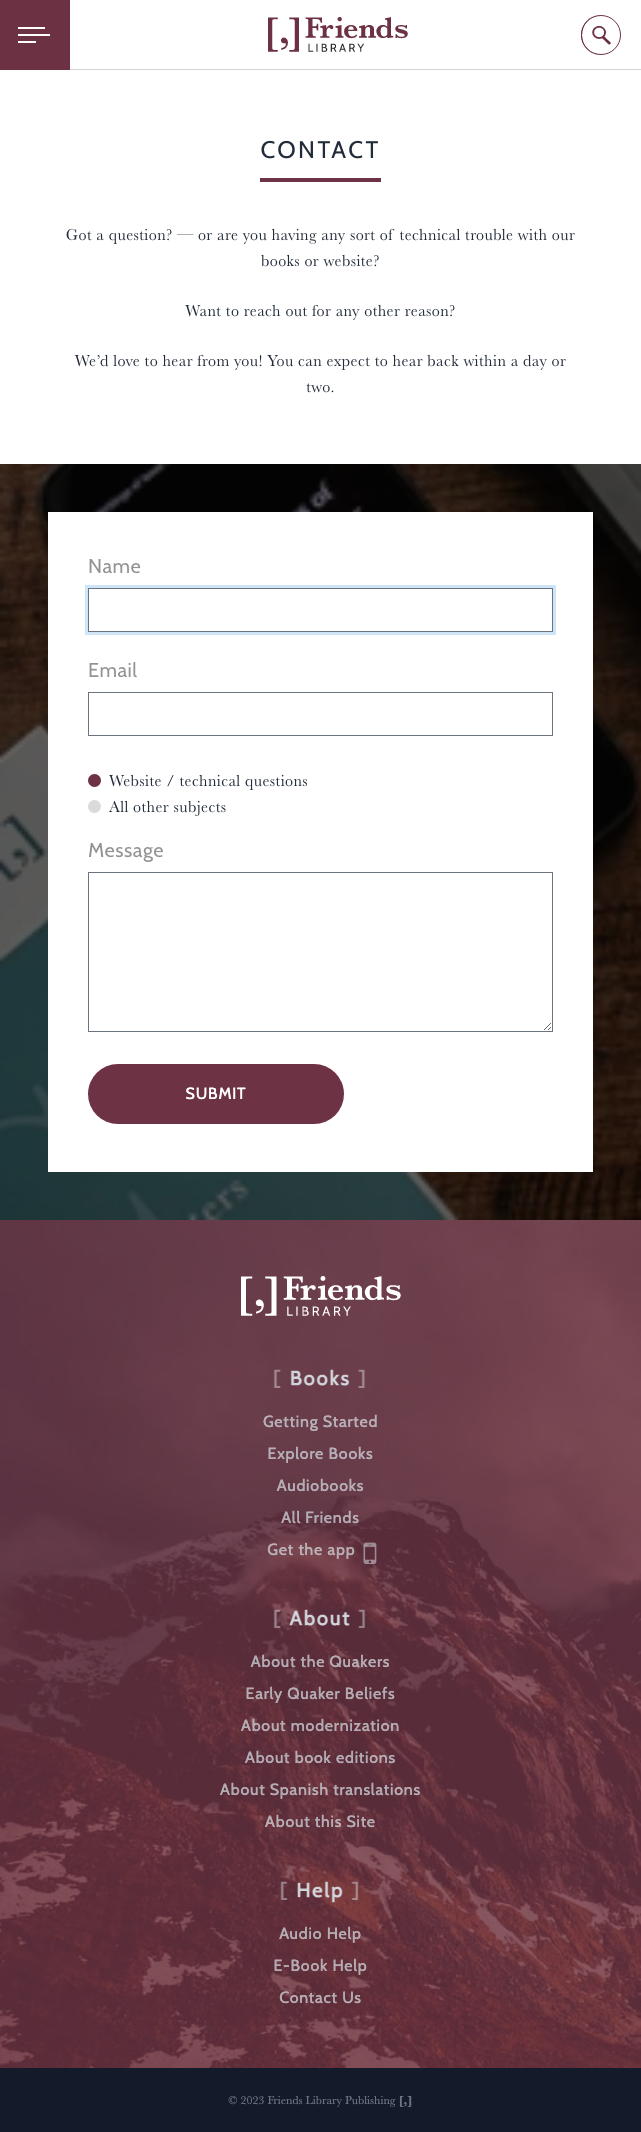 [,] Friends
LIBRARY
CONTACT
Got a question? — or are you having any sort of technical trouble with our
books or website?
Want to reach out for any other reason?
We’d love to hear from you! You can expect to hear back within a day or
two.
of
Name
Email
Website / technical questions
All other subjects
Message
SUBMIT
[,] Friends
LIBRARY
[ Books ]
Getting Started
Explore Books
Audiobooks
All Friends
Get the app
[ About ]
About the Quakers
Early Quaker Beliefs
About modernization
About book editions
About Spanish translations
About this Site
[ Help ]
Audio Help
E-Book Help
Contact Us
© 2023 Friends Library Publishing [,]